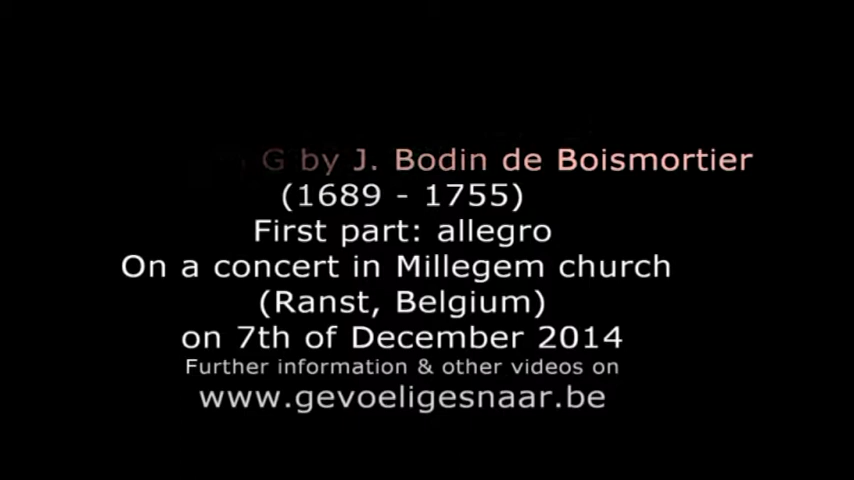 G by J. Bodin de Boismortier
(1689 - 1755)
First part: allegro
On a concert in Millegem church
(Ranst, Belgium)
on 7th of December 2014
Further information & other videos on
www.gevoeligesnaar.be